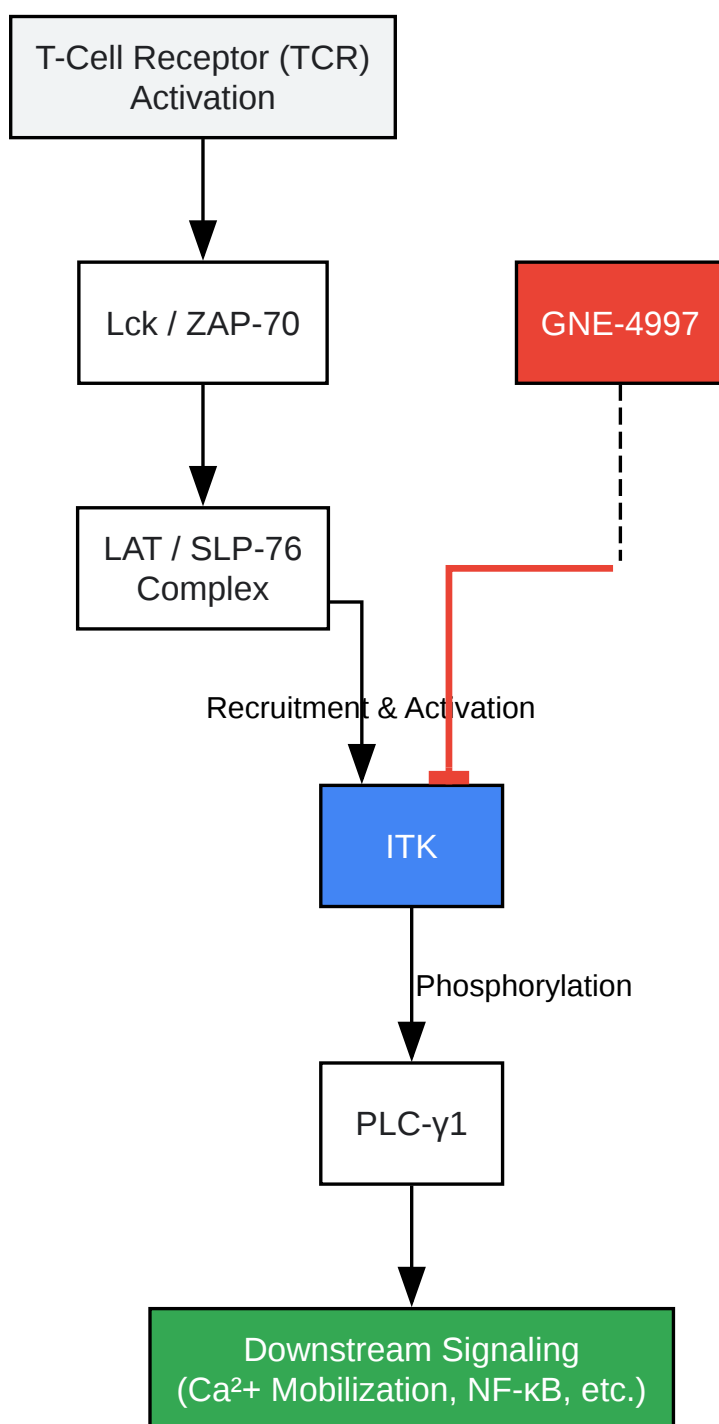 T-Cell Receptor (TCR)
Activation
Lck / ZAP-70
GNE-4997
LAT / SLP-76
Complex
Recruitment & Activation
ITK
Phosphorylation
PLC-γ1
Downstream Signaling
(Ca²+ Mobilization, NF-κB, etc.)